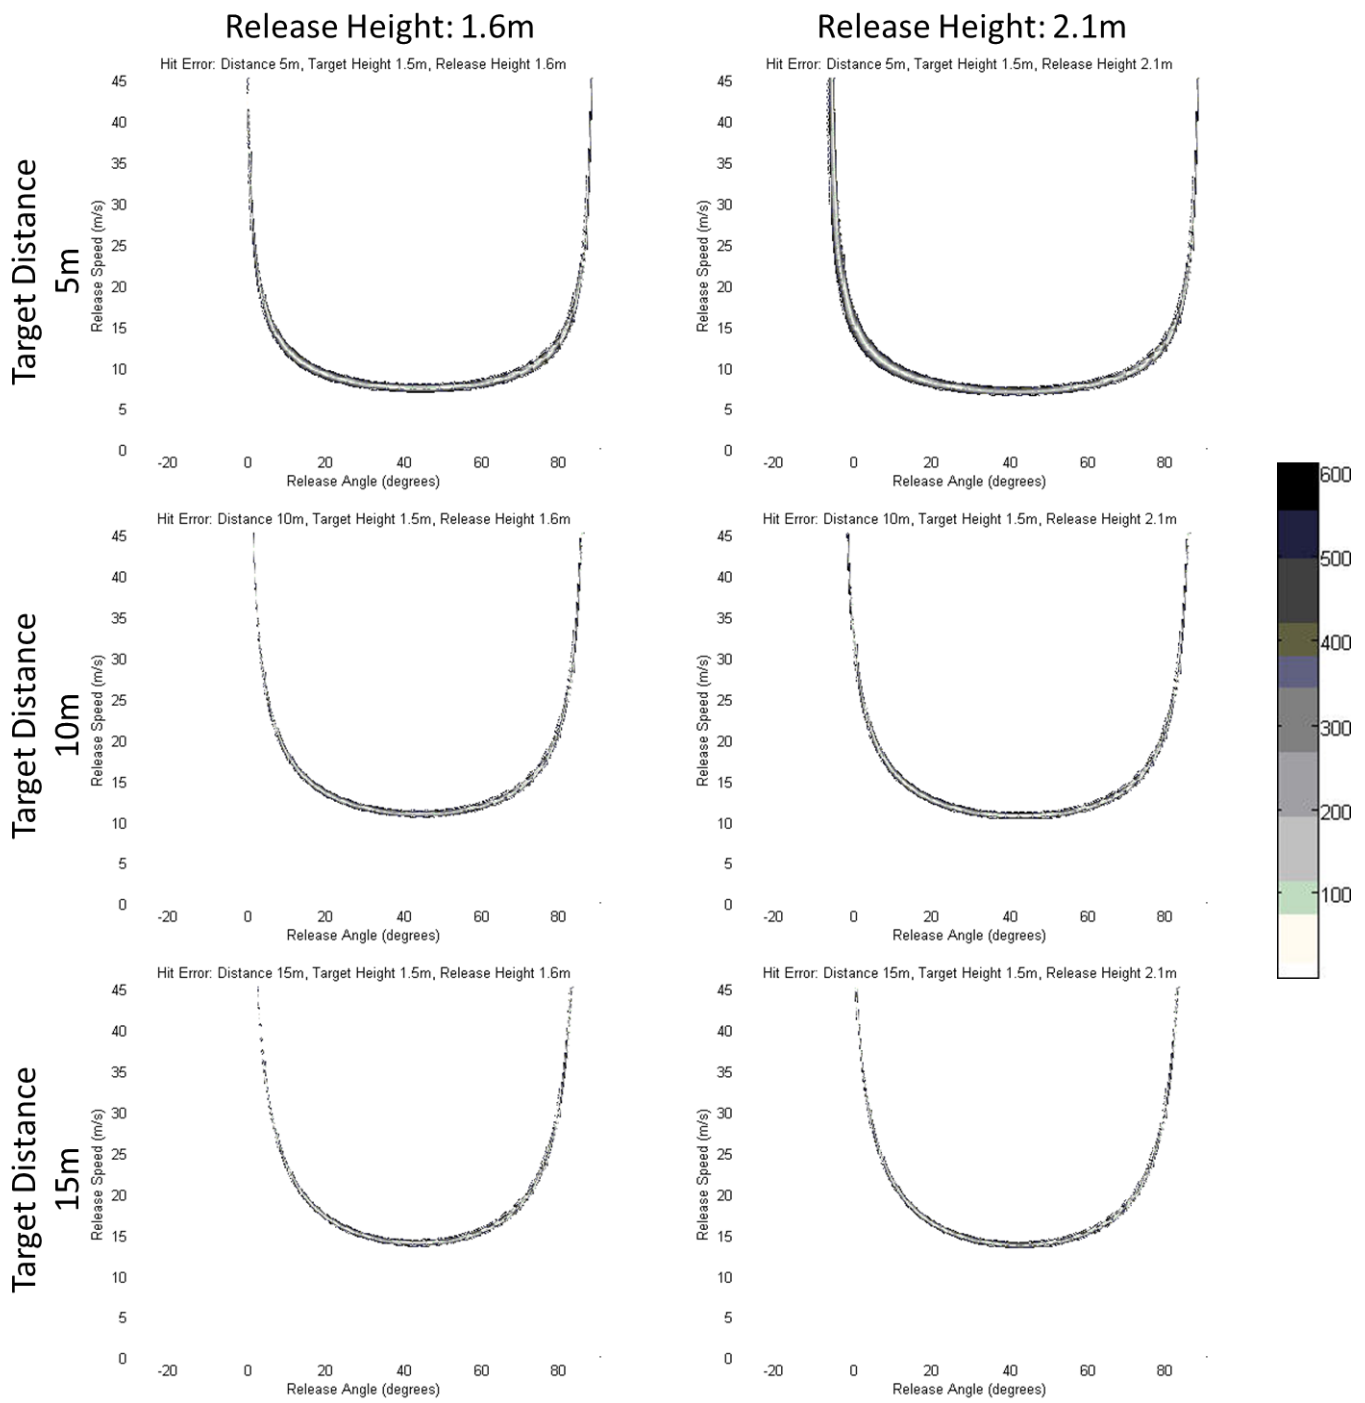 Release Height: 1.6m
Release Height: 2.1m
Target Distance
5m
Hit Error: Distance 5m, Target Height 1.5m, Release Height 1.6m
45
40
35
30
25
20
15
10
5
0
Release Speed (m/s)
-20 0 20 40 60 80
Release Angle (degrees)
Hit Error: Distance 5m, Target Height 1.5m, Release Height 2.1m
45
40
35
30
25
20
15
10
5
0
Release Speed (m/s)
-20 0 20 40 60 80
Release Angle (degrees)
Target Distance
10m
Hit Error: Distance 10m, Target Height 1.5m, Release Height 1.6m
45
40
35
30
25
20
15
10
5
0
Release Speed (m/s)
-20 0 20 40 60 80
Release Angle (degrees)
Hit Error: Distance 10m, Target Height 1.5m, Release Height 2.1m
45
40
35
30
25
20
15
10
5
0
Release Speed (m/s)
-20 0 20 40 60 80
Release Angle (degrees)
Target Distance
15m
Hit Error: Distance 15m, Target Height 1.5m, Release Height 1.6m
45
40
35
30
25
20
15
10
5
0
Release Speed (m/s)
-20 0 20 40 60 80
Release Angle (degrees)
Hit Error: Distance 15m, Target Height 1.5m, Release Height 2.1m
45
40
35
30
25
20
15
10
5
0
Release Speed (m/s)
-20 0 20 40 60 80
Release Angle (degrees)
600
500
400
300
200
100